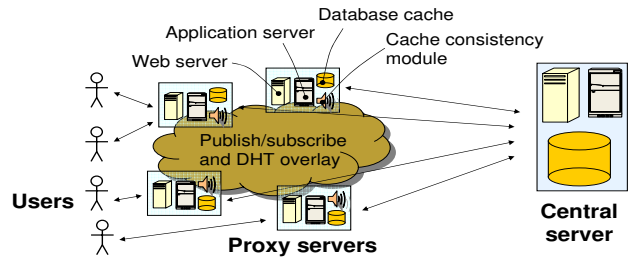 Database cache
Application server
Cache consistency
module
Web server
Publish/subscribe
and DHT overlay
Users
Proxy servers
Central
server